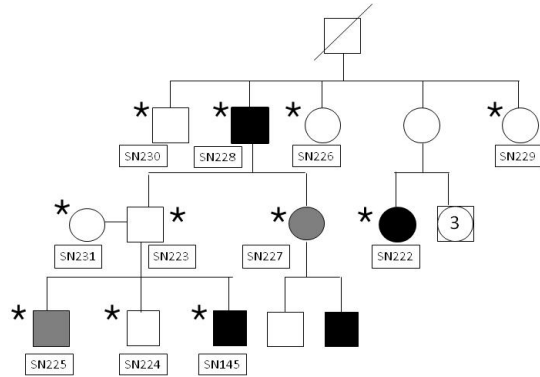 * SN230
* SN228
* SN226
SN229 *
* SN231
SN223 *
* SN227
* SN222
3
* SN225
* SN224
* SN145